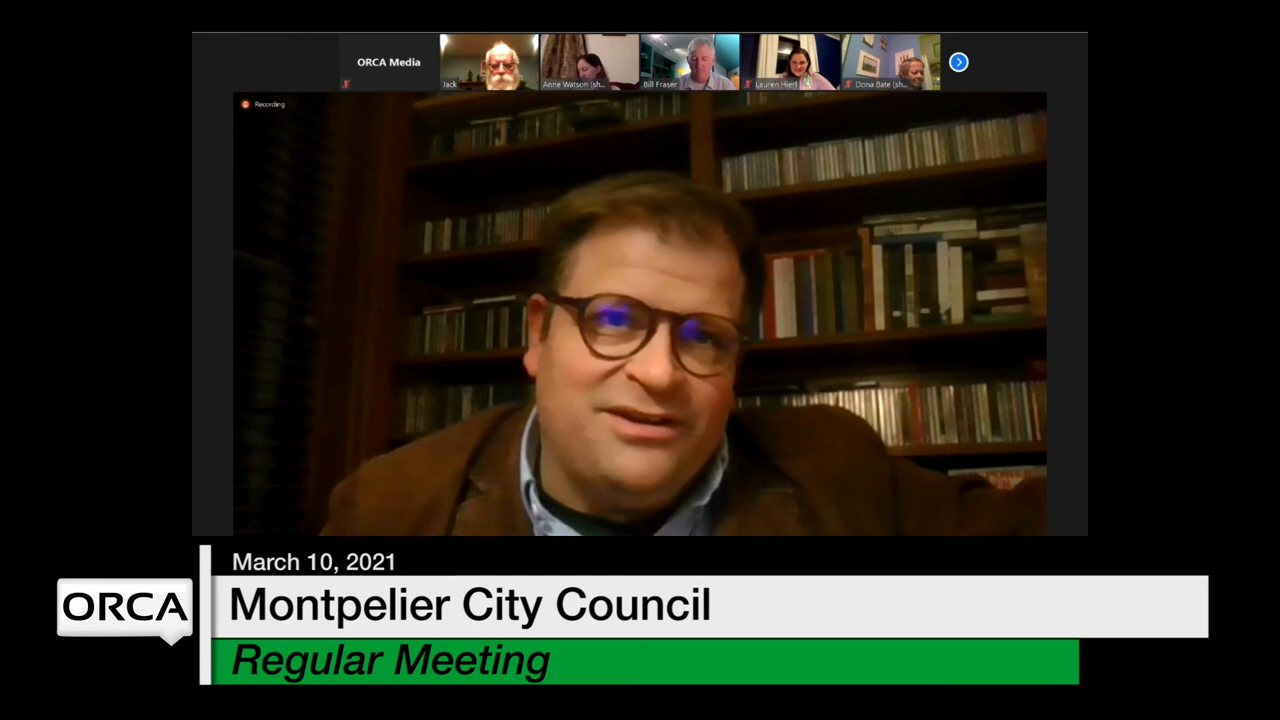 ORCA Media
Jack
Anne Watson (sh...
Bill Fraser
Lauren Hierl
Dona Bate (sh...
Recording
March 10, 2021
ORCA
Montpelier City Council
Regular Meeting